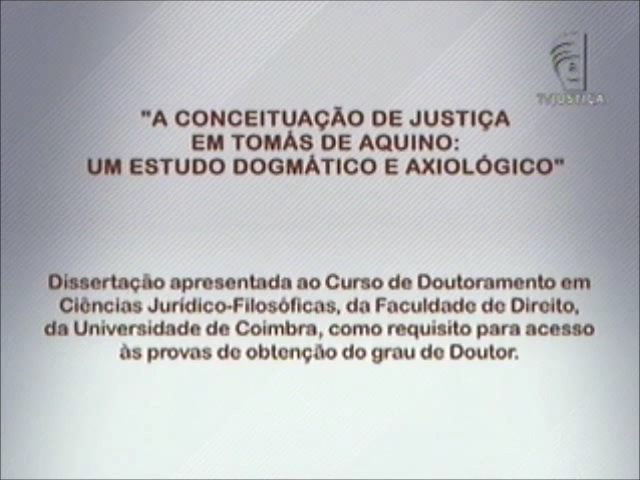 TV JUSTIÇA
"A CONCEITUAÇÃO DE JUSTIÇA
EM TOMÁS DE AQUINO:
UM ESTUDO DOGMÁTICO E AXIOLÓGICO"
Dissertação apresentada ao Curso de Doutoramento em
Ciências Jurídico-Filosóficas, da Faculdade de Direito,
da Universidade de Coimbra, como requisito para acesso
às provas de obtenção do grau de Doutor.